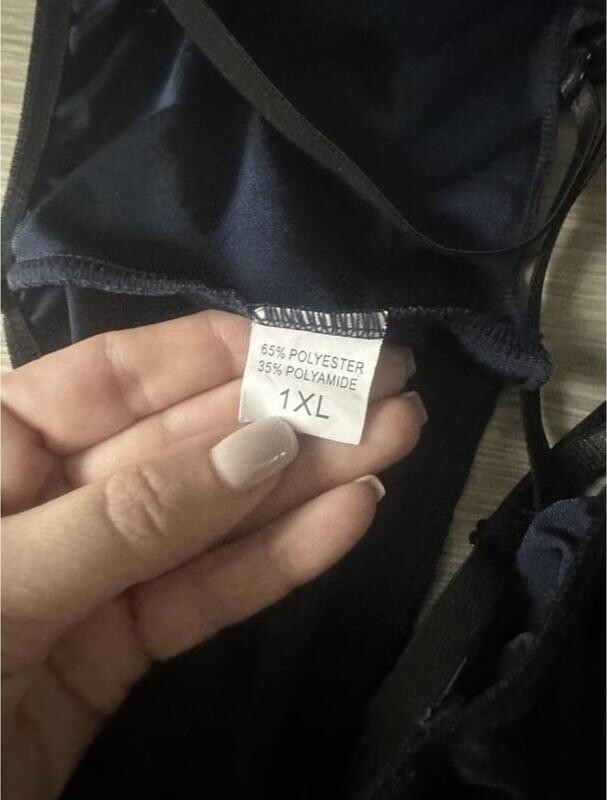 65% POLYESTER
35% POLYAMIDE
1XL